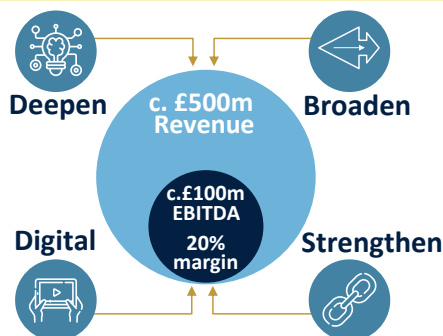 Deepen
Broaden
c. £500m
Revenue
c.£100m
EBITDA
20%
margin
Digital
Strengthen